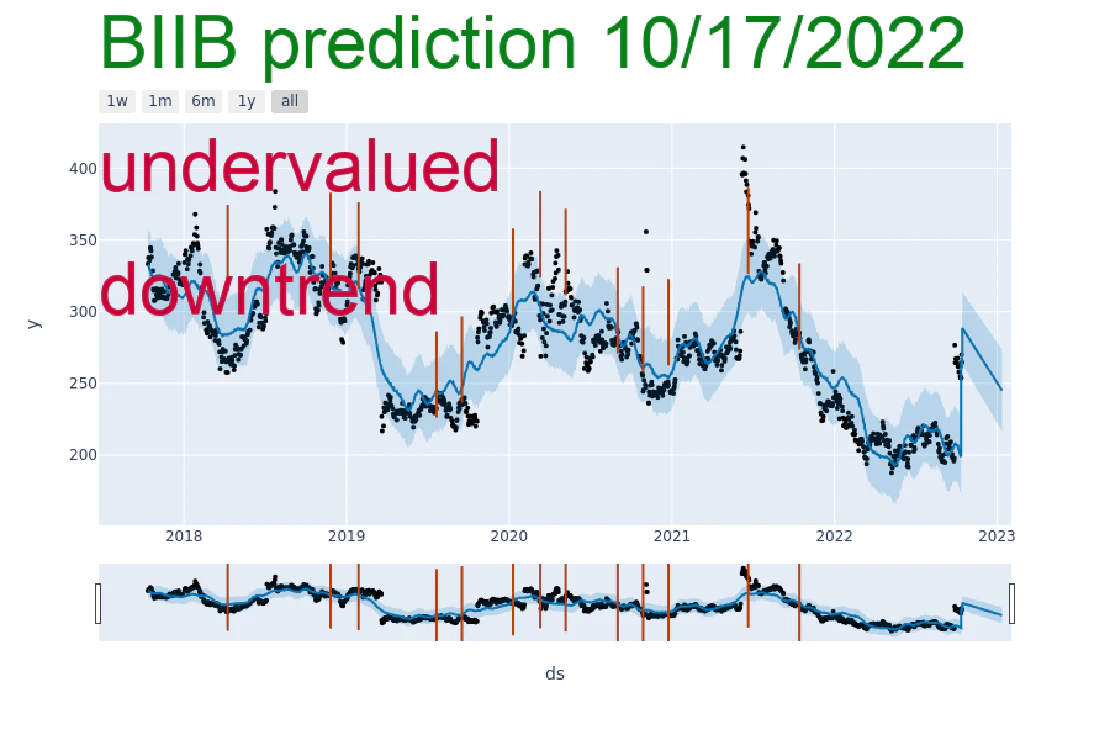 BIIB prediction 10/17/2022
1w 1m 6m 1y all
undervalued
downtrend
400
350
300
250
200
y
2018 2019 2020 2021 2022 2023
ds